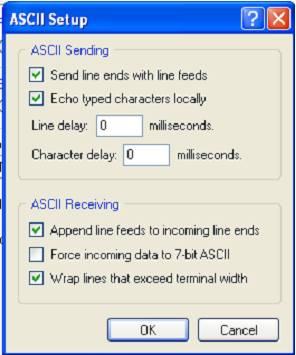 ASCII Setup
ASCII Sending
Send line ends with line feeds
Echo typed characters locally
Line delay: 0 milliseconds.
Character delay: 0 milliseconds.
ASCII Receiving
Append line feeds to incoming line ends
Force incoming data to 7-bit ASCII
Wrap lines that exceed terminal width
OK Cancel